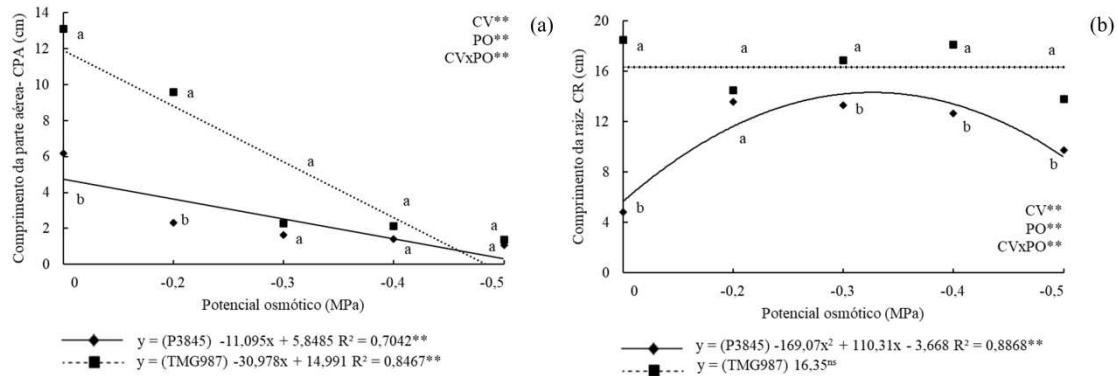 (a)
CV**
PO**
CVxPO**
Comprimento da parte aérea- CPA (cm)
14
12
10
8
6
4
2
0
a
a
a
a
a
b
b
a
a
a
0 -0,2 -0,3 -0,4 -0,5
Potencial osmótico (MPa)
y = (P3845) -11,095x + 5,8485 R² = 0,7042**
y = (TMG987) -30,978x + 14,991 R² = 0,8467**
(b)
Comprimento da raiz- CR (cm)
20
16
12
8
4
0
a a a a a
b a b b b
CV**
PO**
CVxPO**
0 -0,2 -0,3 -0,4 -0,5
Potencial osmótico (MPa)
y = (P3845) -169,07x² + 110,31x - 3,668 R² = 0,8868**
y = (TMG987) 16,35ⁿˢ